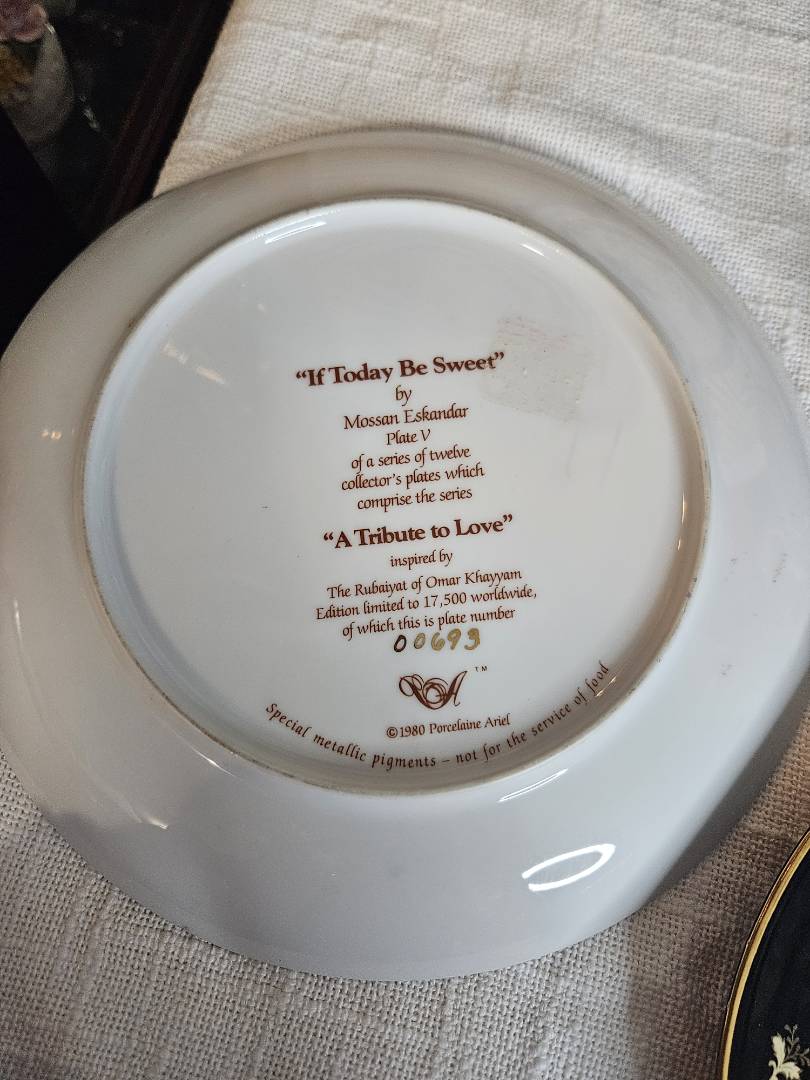 “If Today Be Sweet”
by
Mossan Eskandar
Plate V
of a series of twelve
collector's plates which
comprise the series
“A Tribute to Love”
inspired by
The Rubaiyat of Omar Khayyam
Edition limited to 17,500 worldwide,
of which this is plate number
00693
PA ™
©1980 Porcelaine Ariel
Special metallic pigments – not for the service of food